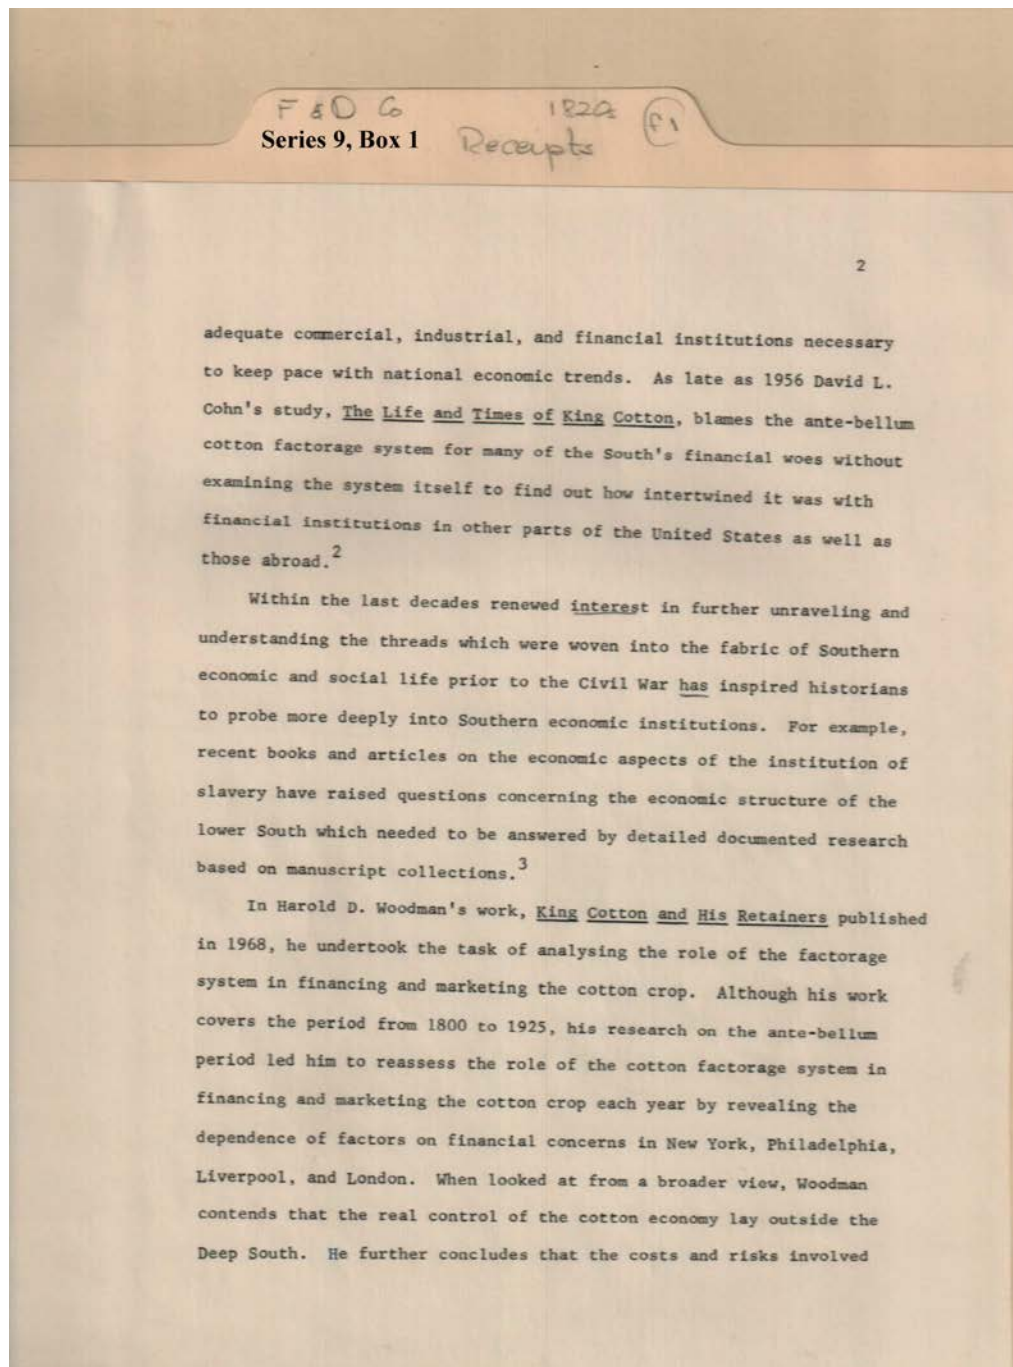 F & D Co 1820s f1
Series 9, Box 1 Receipts
2
adequate commercial, industrial, and financial institutions necessary
to keep pace with national economic trends. As late as 1956 David L.
Cohn's study, The Life and Times of King Cotton, blames the ante-bellum
cotton factorage system for many of the South's financial woes without
examining the system itself to find out how intertwined it was with
financial institutions in other parts of the United States as well as
those abroad.2
Within the last decades renewed interest in further unraveling and
understanding the threads which were woven into the fabric of Southern
economic and social life prior to the Civil War has inspired historians
to probe more deeply into Southern economic institutions. For example,
recent books and articles on the economic aspects of the institution of
slavery have raised questions concerning the economic structure of the
lower South which needed to be answered by detailed documented research
based on manuscript collections.3
In Harold D. Woodman's work, King Cotton and His Retainers published
in 1968, he undertook the task of analysing the role of the factorage
system in financing and marketing the cotton crop. Although his work
covers the period from 1800 to 1925, his research on the ante-bellum
period led him to reassess the role of the cotton factorage system in
financing and marketing the cotton crop each year by revealing the
dependence of factors on financial concerns in New York, Philadelphia,
Liverpool, and London. When looked at from a broader view, Woodman
contends that the real control of the cotton economy lay outside the
Deep South. He further concludes that the costs and risks involved